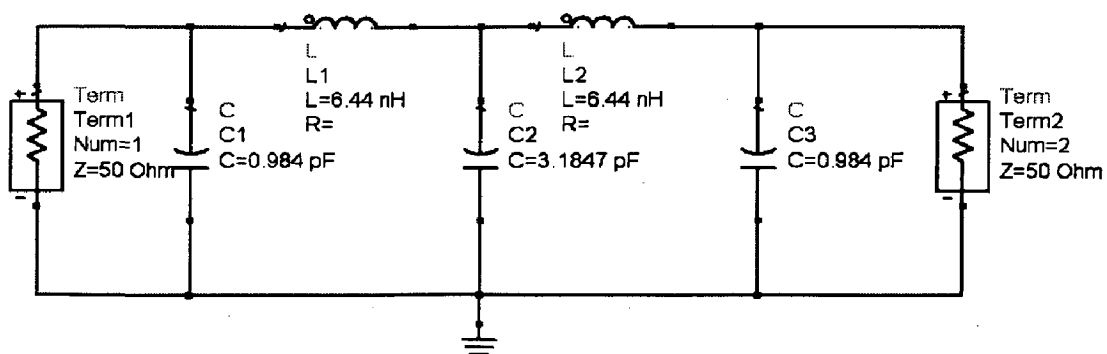 Term
Term1
Num=1
Z=50 Ohm
C
C1
C=0.984 pF
L
L1
L=6.44 nH
R=
C
C2
C=3.1847 pF
L
L2
L=6.44 nH
R=
C
C3
C=0.984 pF
Term
Term2
Num=2
Z=50 Ohm